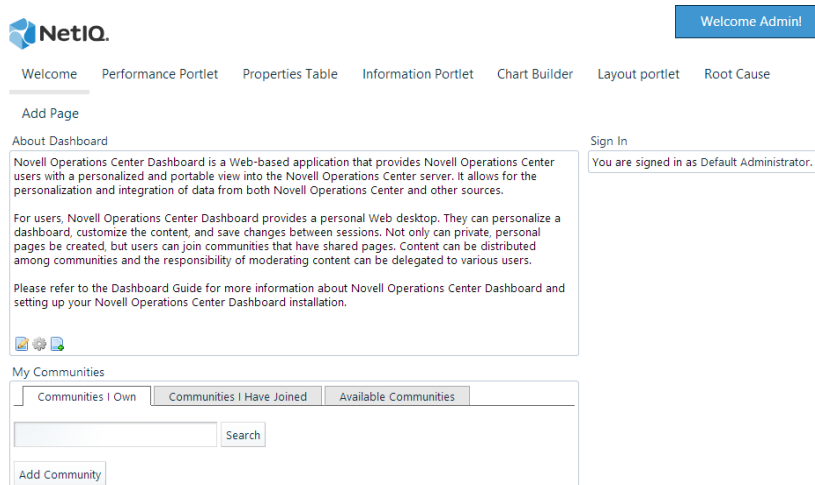 NetIQ.
Welcome Admin!
Welcome Performance Portlet Properties Table Information Portlet Chart Builder Layout portlet Root Cause
Add Page
About Dashboard
Novell Operations Center Dashboard is a Web-based application that provides Novell Operations Center
users with a personalized and portable view into the Novell Operations Center server. It allows for the
personalization and integration of data from both Novell Operations Center and other sources.
For users, Novell Operations Center Dashboard provides a personal Web desktop. They can personalize a
dashboard, customize the content, and save changes between sessions. Not only can private, personal
pages be created, but users can join communities that have shared pages. Content can be distributed
among communities and the responsibility of moderating content can be delegated to various users.
Please refer to the Dashboard Guide for more information about Novell Operations Center Dashboard and
setting up your Novell Operations Center Dashboard installation.
Sign In
You are signed in as Default Administrator.
My Communities
Communities I Own Communities I Have Joined Available Communities
Search
Add Community